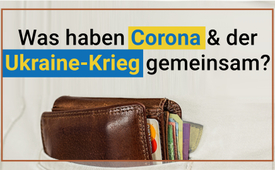 Was haben Corona & der
Ukraine-Krieg gemeinsam?